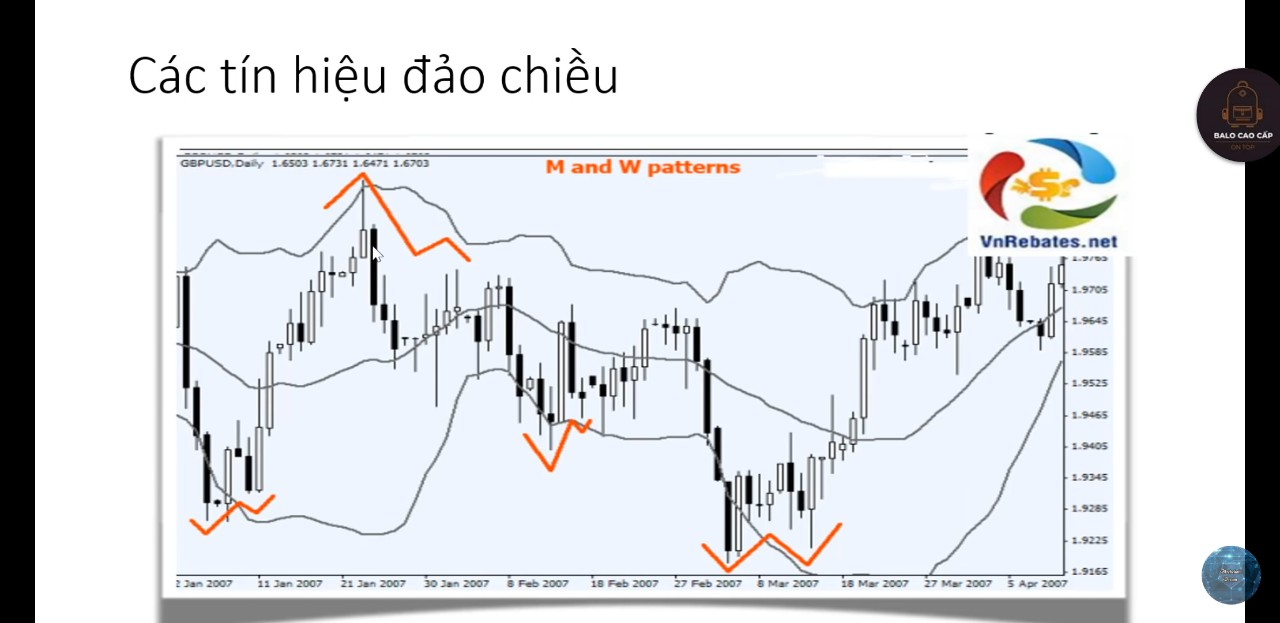 Các tín hiệu đảo chiều
GBPUSD,Daily 1.6503 1.6731 1.6471 1.6703
M and W patterns
VnRebates.net
BALO CAO CẤP
ON TOP
1.9765
1.9705
1.9645
1.9585
1.9525
1.9465
1.9405
1.9345
1.9285
1.9225
1.9165
2 Jan 2007 11 Jan 2007 21 Jan 2007 30 Jan 2007 8 Feb 2007 18 Feb 2007 27 Feb 2007 8 Mar 2007 18 Mar 2007 27 Mar 2007 5 Apr 2007